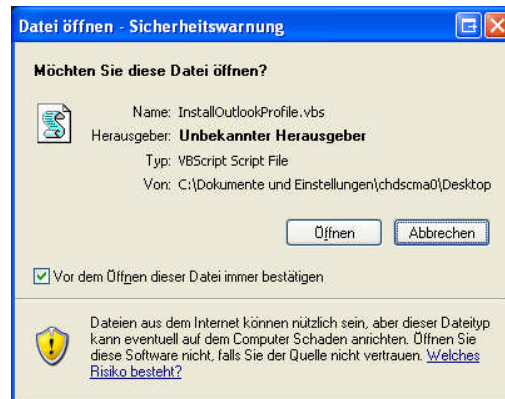 Datei öffnen - Sicherheitswarnung
Möchten Sie diese Datei öffnen?
Name: InstallOutlookProfile.vbs
Herausgeber: Unbekannter Herausgeber
Typ: VBScript Script File
Von: C:\Dokumente und Einstellungen\chdscma0\Desktop
Öffnen Abbrechen
Vor dem Öffnen dieser Datei immer bestätigen
Dateien aus dem Internet können nützlich sein, aber dieser Dateityp
kann eventuell auf dem Computer Schaden anrichten. Öffnen Sie
diese Software nicht, falls Sie der Quelle nicht vertrauen. Welches
Risiko besteht?